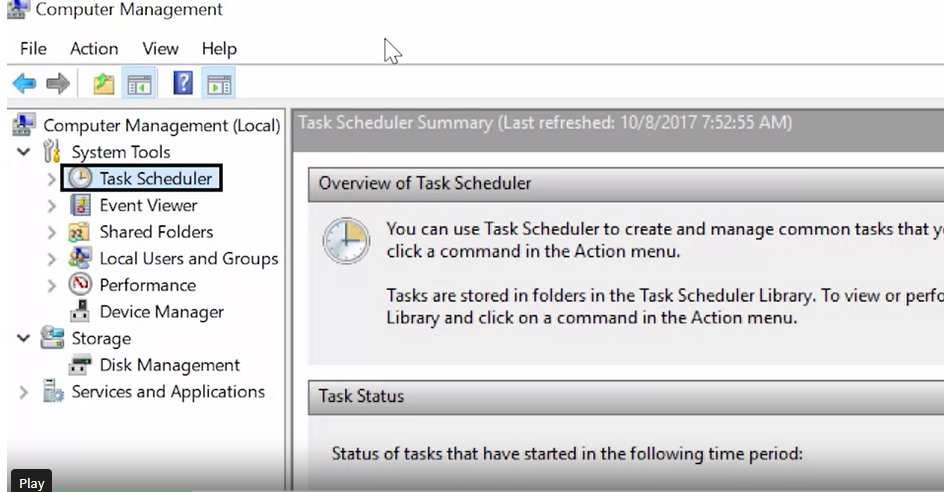 Computer Management
File Action View Help
Computer Management (Local)
System Tools
Task Scheduler
Event Viewer
Shared Folders
Local Users and Groups
Performance
Device Manager
Storage
Disk Management
Services and Applications
Task Scheduler Summary (Last refreshed: 10/8/2017 7:52:55 AM)
Overview of Task Scheduler
You can use Task Scheduler to create and manage common tasks that
click a command in the Action menu.
Tasks are stored in folders in the Task Scheduler Library. To view or
Library and click on a command in the Action menu.
Task Status
Status of tasks that have started in the following time period:
Play